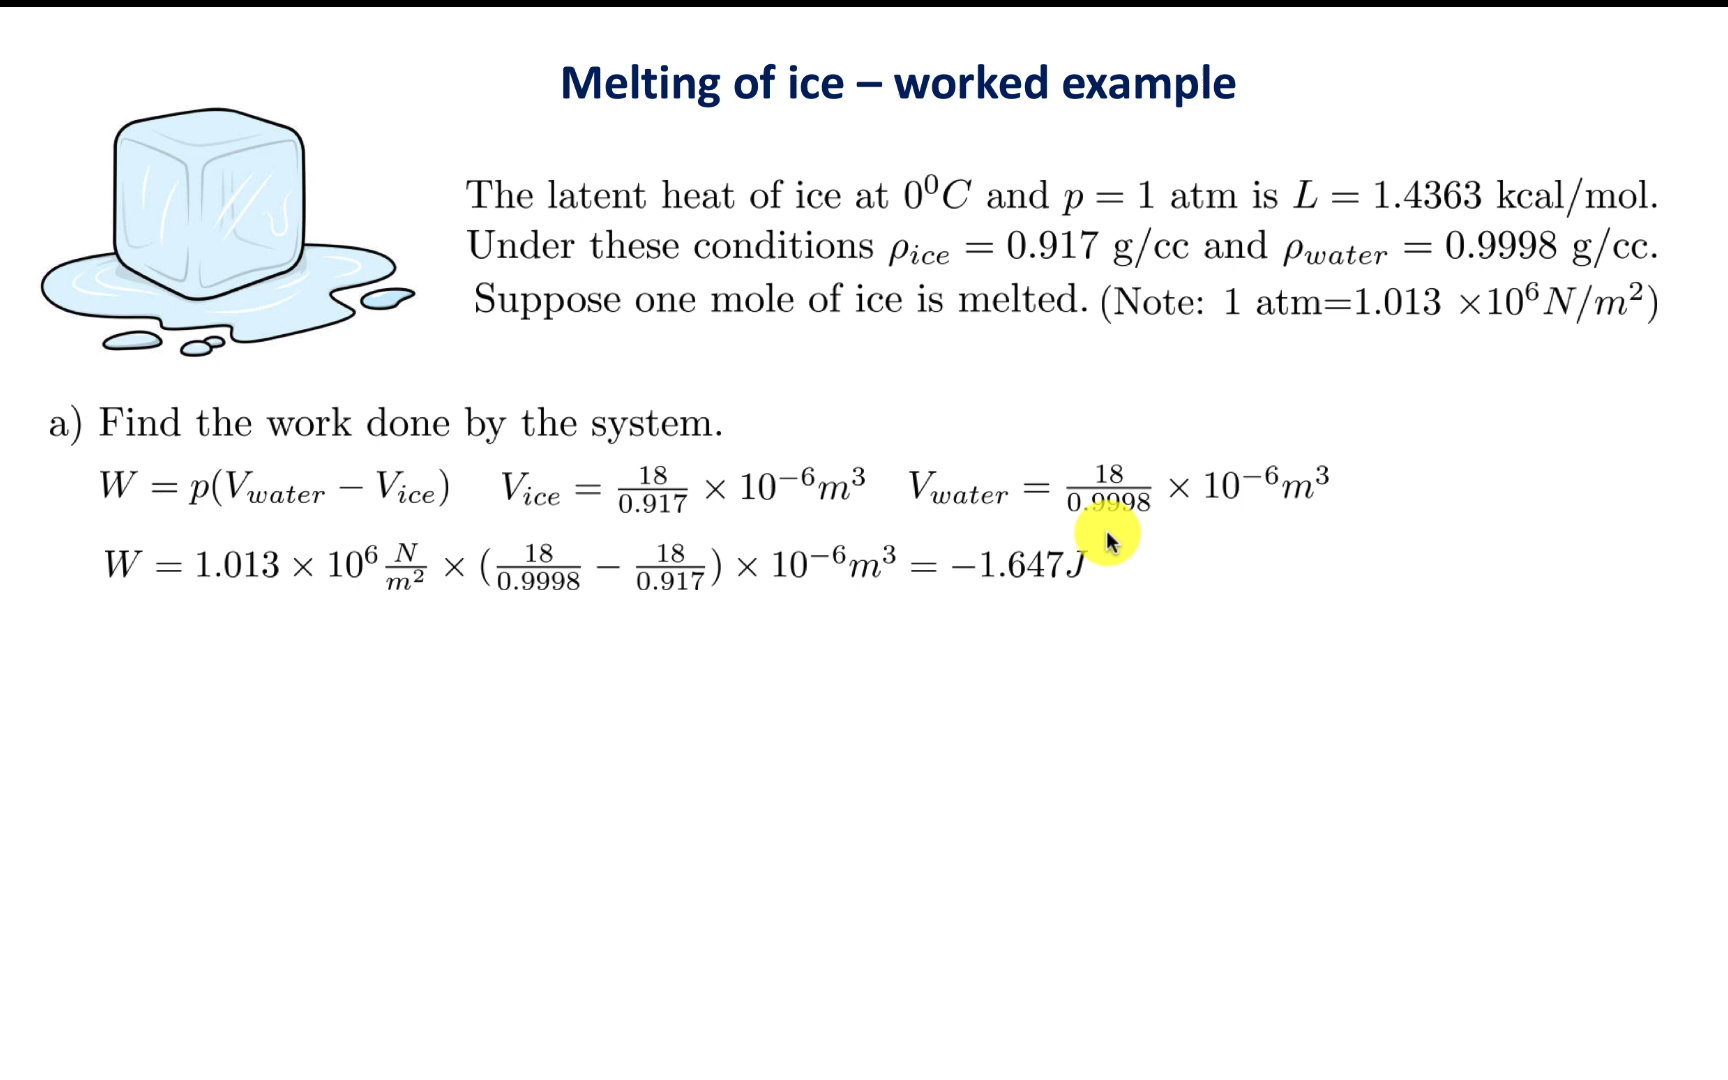 Melting of ice – worked example
The latent heat of ice at 0⁰C and p = 1 atm is L = 1.4363 kcal/mol.
Under these conditions ρ_ice = 0.917 g/cc and ρ_water = 0.9998 g/cc.
Suppose one mole of ice is melted. (Note: 1 atm=1.013 ×10⁶N/m²)
a) Find the work done by the system.
W = p(V_water − V_ice) V_ice = 18/0.917 × 10⁻⁶m³ V_water = 18/0.9998 × 10⁻⁶m³
W = 1.013 × 10⁶ N/m² × (18/0.9998 − 18/0.917) × 10⁻⁶m³ = −1.647J